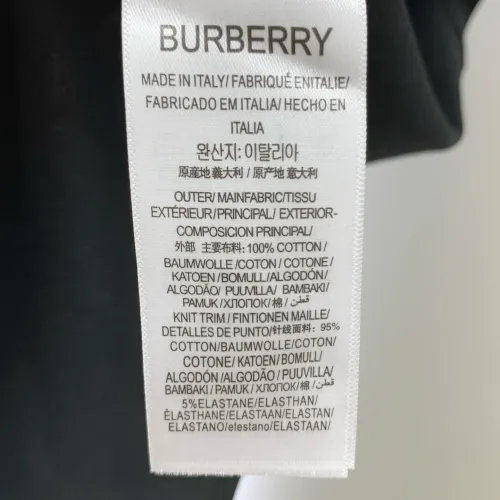 BURBERRY
MADE IN ITALY/ FABRIQUÉ ENITALIE/
FABRICADO EM ITALIA/ HECHO EN
ITALIA
완산지: 이탈리아
原産地 義大利 / 原产地 意大利
OUTER/ MAINFABRIC/TISSU
EXTÉRIEUR/PRINCIPAL/ EXTERIOR-
COMPOSICION PRINCIPAL/
外部 主要布料: 100% COTTON /
BAUMWOLLE /COTON / COTONE /
KATOEN / BOMULL/ ALGODÓN/
ALGODÃO/ PUUVILLA/ BAMBAKI/
PAMUK /ХЛОПОК/棉 / قطن /
KNIT TRIM / FINTIONEN MAILLE/
DETALLES DE PUNTO/针线面料: 95%
COTTON/BAUMWOLLE/COTON/
COTONE/ KATOEN/ BOMULL/
ALGODÓN /ALGODÃO / PUUVILLA/
BAMBAKI / PAMUK / ХЛОПОК/棉 / قطن/
5%ELASTANE/ELASTHAN/
ÉLASTHANE/ELASTAAN/ELASTAN/
ELASTANO/elestano/ELASTAAN/